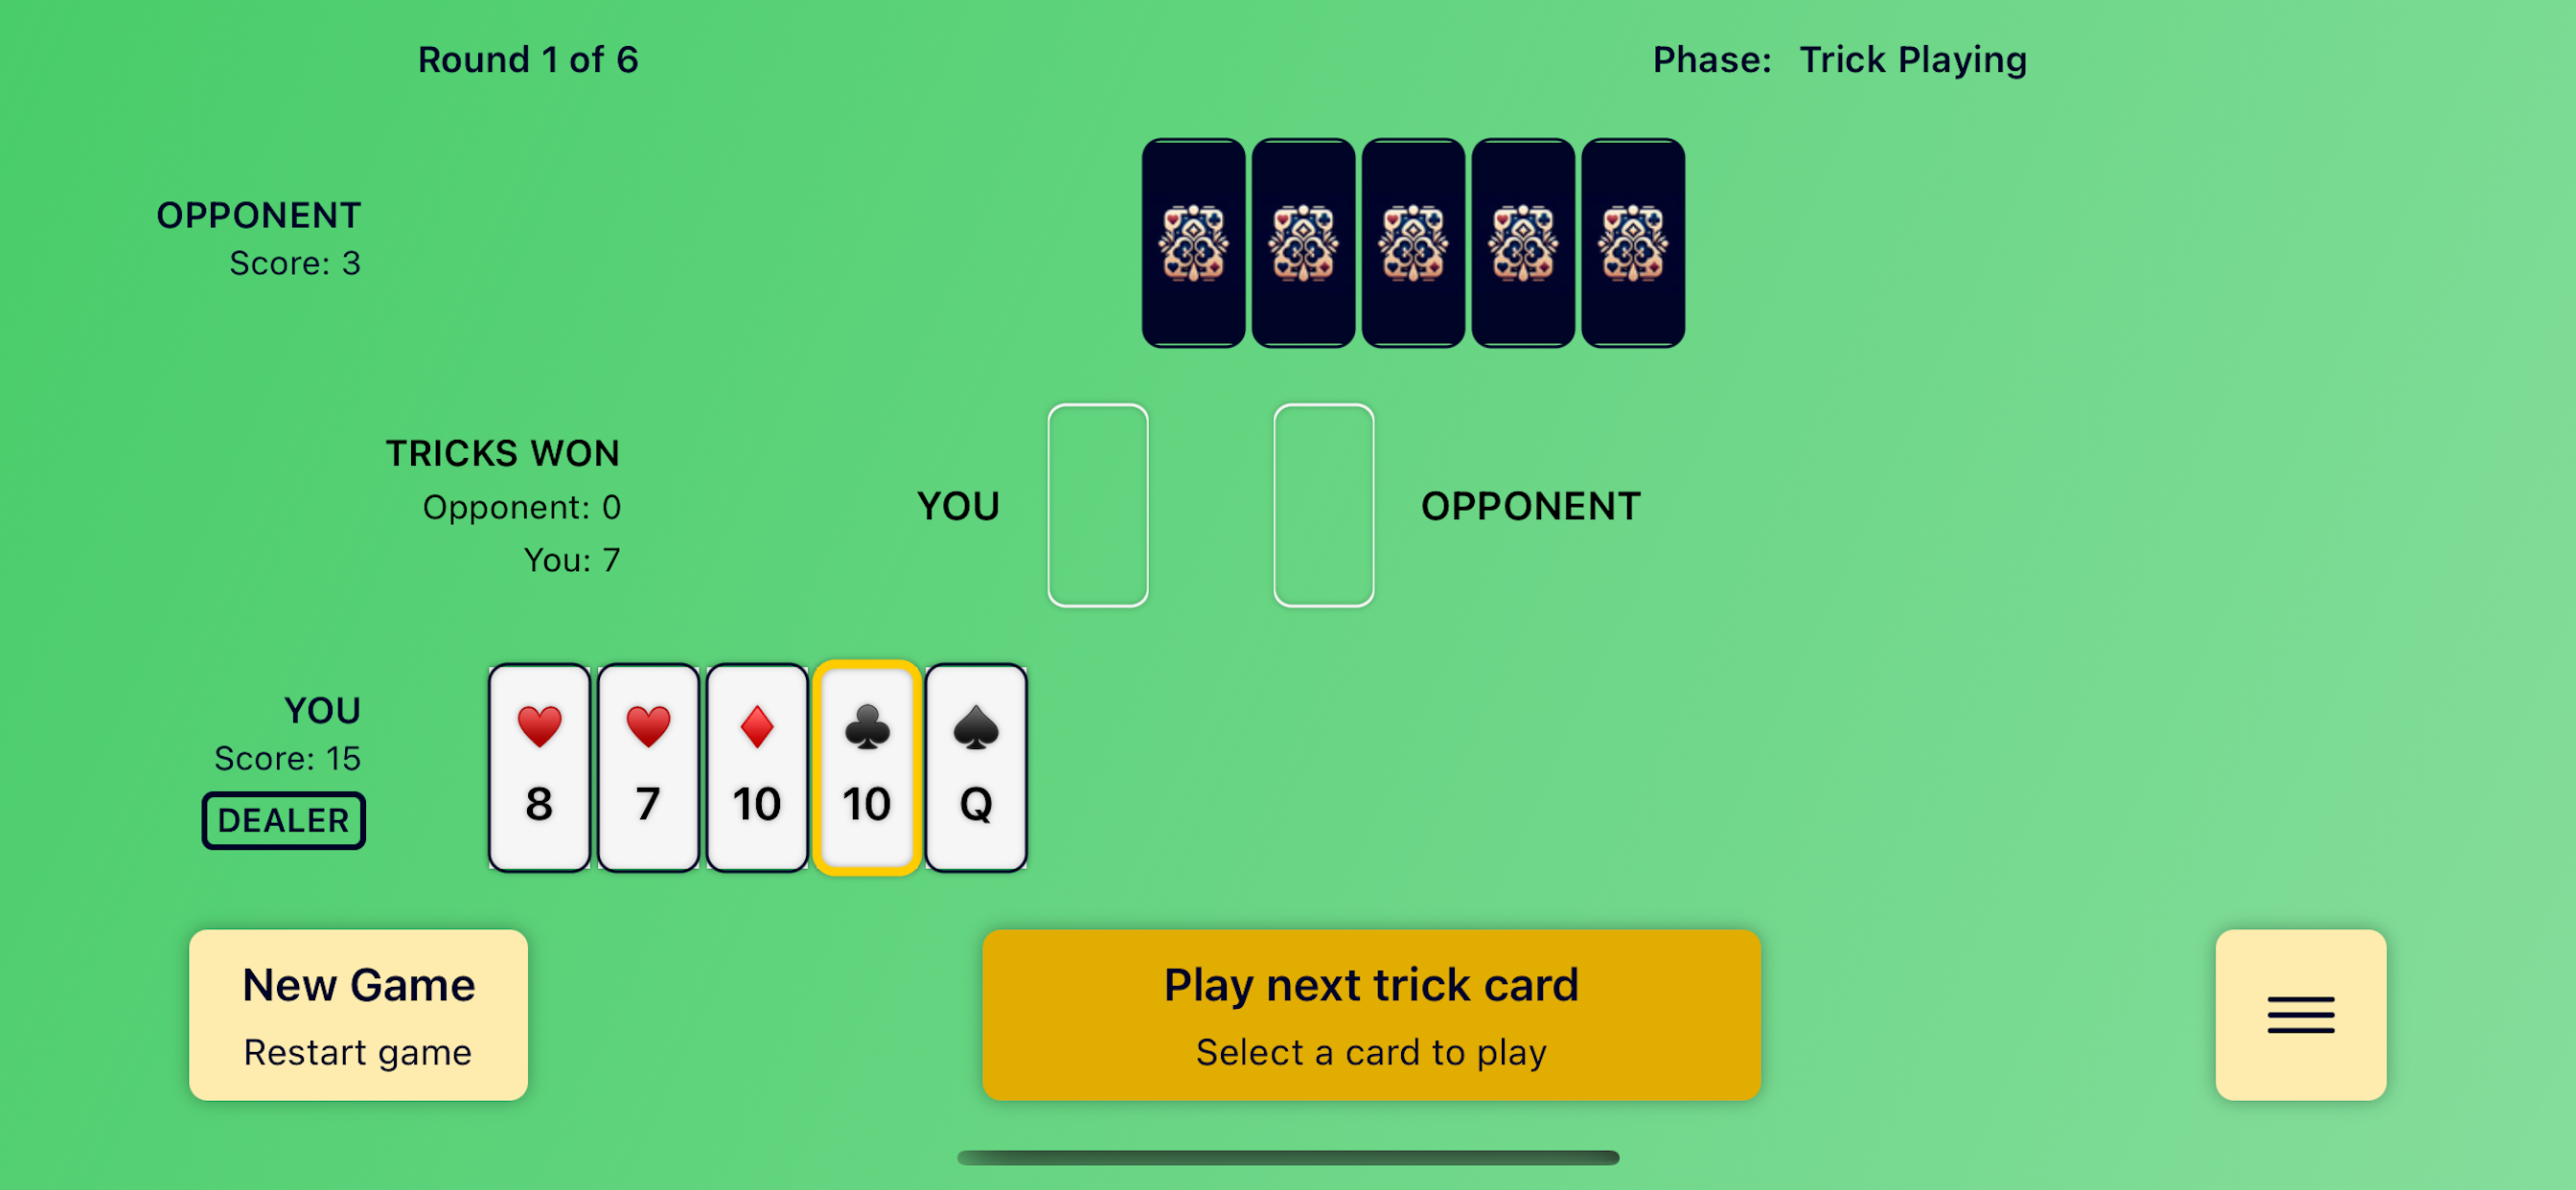 Round 1 of 6
Phase: Trick Playing
OPPONENT
Score: 3
TRICKS WON
Opponent: 0
You: 7
YOU
OPPONENT
YOU
Score: 15
DEALER
8
7
10
10
Q
New Game
Restart game
Play next trick card
Select a card to play